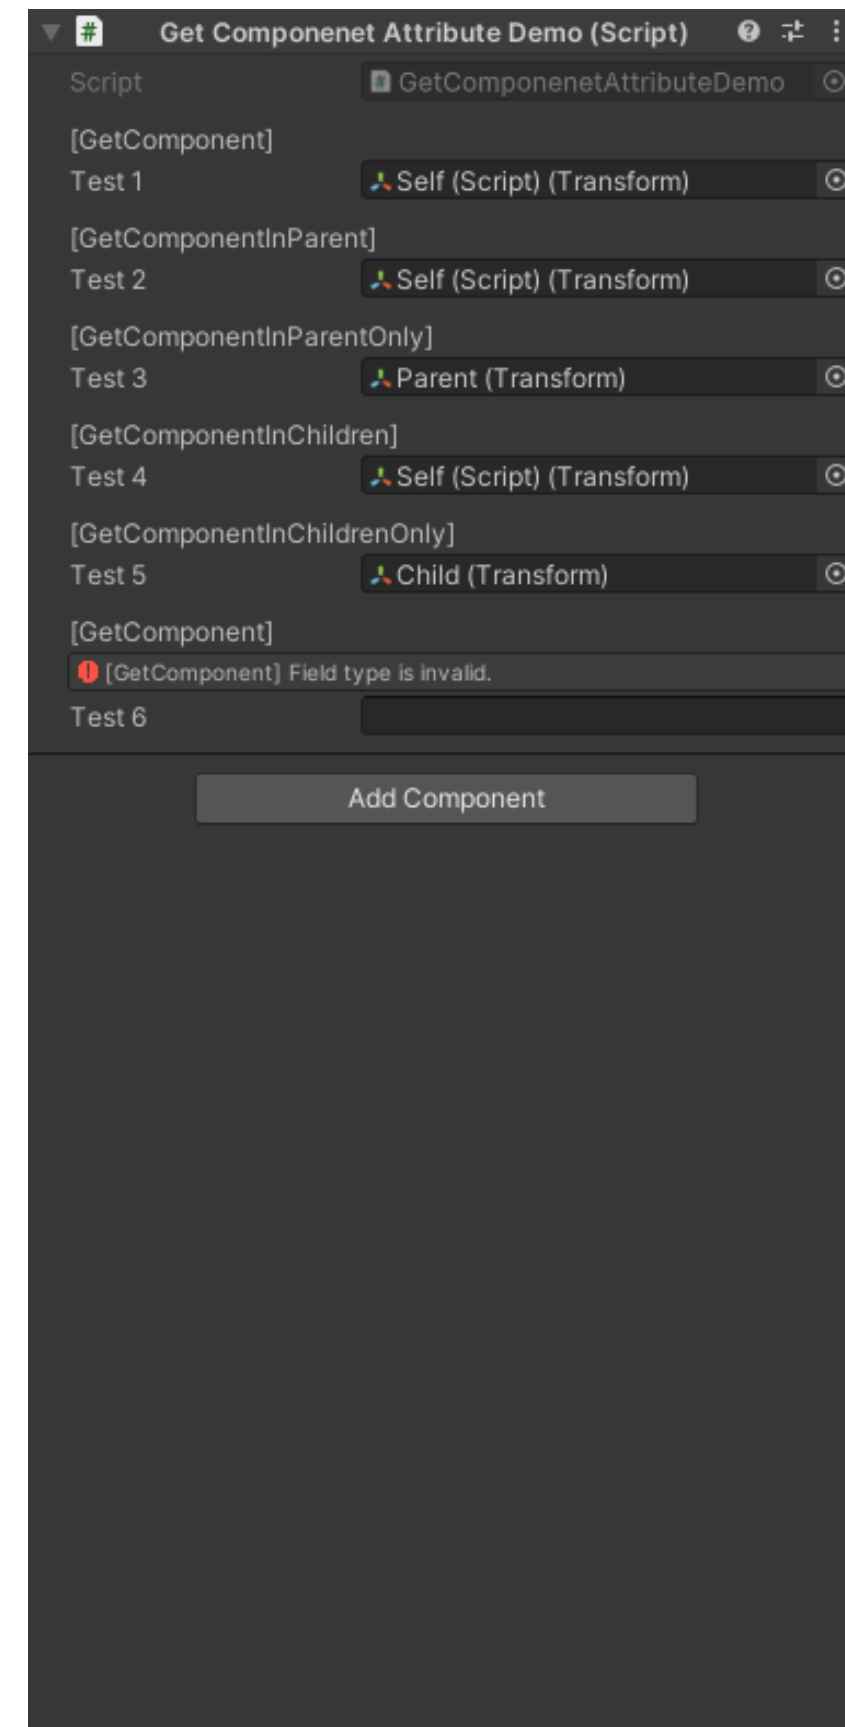 Get Componenet Attribute Demo (Script)
Script GetComponenetAttributeDemo
[GetComponent]
Test 1 Self (Script) (Transform)
[GetComponentInParent]
Test 2 Self (Script) (Transform)
[GetComponentInParentOnly]
Test 3 Parent (Transform)
[GetComponentInChildren]
Test 4 Self (Script) (Transform)
[GetComponentInChildrenOnly]
Test 5 Child (Transform)
[GetComponent]
[GetComponent] Field type is invalid.
Test 6
Add Component